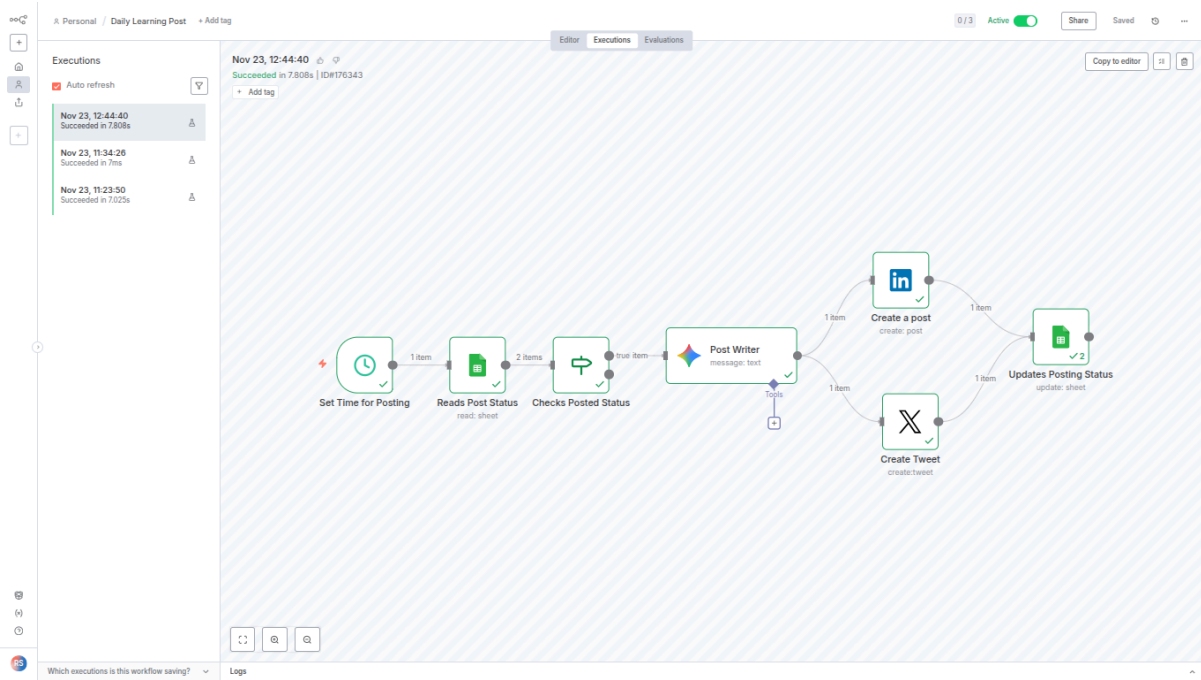 Personal / Daily Learning Post + Add tag
0 / 3 Active Share Saved
Editor Executions Evaluations
Executions
Auto refresh
Nov 23, 12:44:40
Succeeded in 7.808s
Nov 23, 11:34:26
Succeeded in 7ms
Nov 23, 11:23:50
Succeeded in 7.025s
Nov 23, 12:44:40
Succeeded in 7.808s | ID#176343
+ Add tag
Copy to editor
Set Time for Posting
1 item
Reads Post Status
read: sheet
2 items
Checks Posted Status
true item
Post Writer
message: text
Tools
1 item
1 item
in
Create a post
create: post
X
Create Tweet
create:tweet
1 item
1 item
2
Updates Posting Status
update: sheet
RS
Which executions is this workflow saving?
Logs